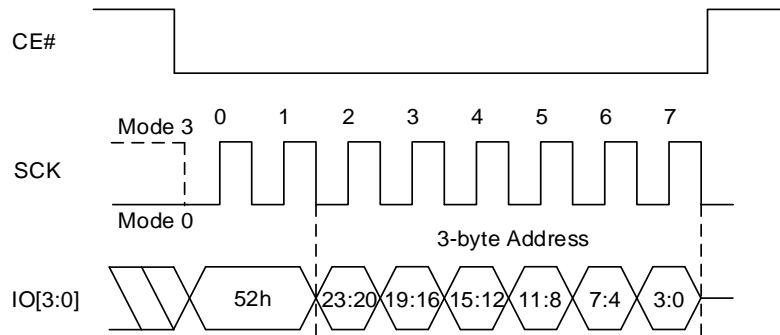 CE#
Mode 3
0 1 2 3 4 5 6 7
SCK
Mode 0
3-byte Address
IO[3:0]
52h 23:20 19:16 15:12 11:8 7:4 3:0